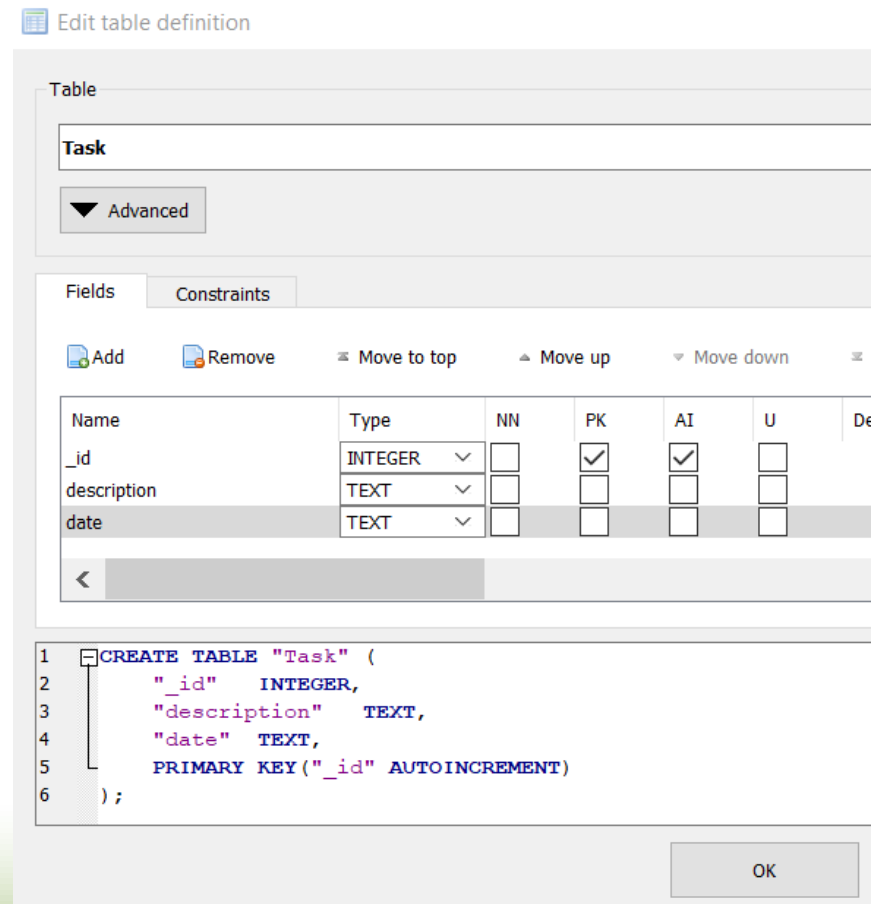 Edit table definition
Table
Task
Advanced
Fields Constraints
Add Remove Move to top Move up Move down
Name Type NN PK AI U De
_id INTEGER
description TEXT
date TEXT
1 CREATE TABLE "Task" (
2 "_id" INTEGER,
3 "description" TEXT,
4 "date" TEXT,
5 PRIMARY KEY("_id" AUTOINCREMENT)
6 );
OK